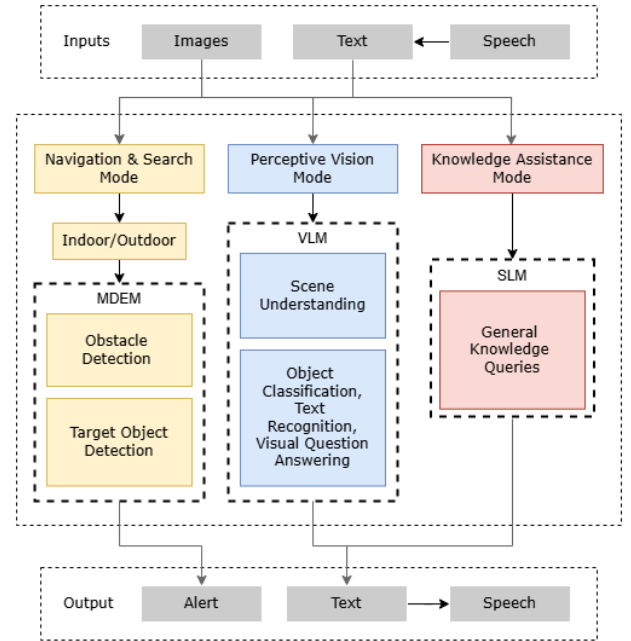 Inputs
Images
Text
Speech
Navigation & Search
Mode
Perceptive Vision
Mode
Knowledge Assistance
Mode
Indoor/Outdoor
MDEM
Obstacle
Detection
Target Object
Detection
VLM
Scene
Understanding
Object
Classification,
Text
Recognition,
Visual Question
Answering
SLM
General
Knowledge
Queries
Output
Alert
Text
Speech